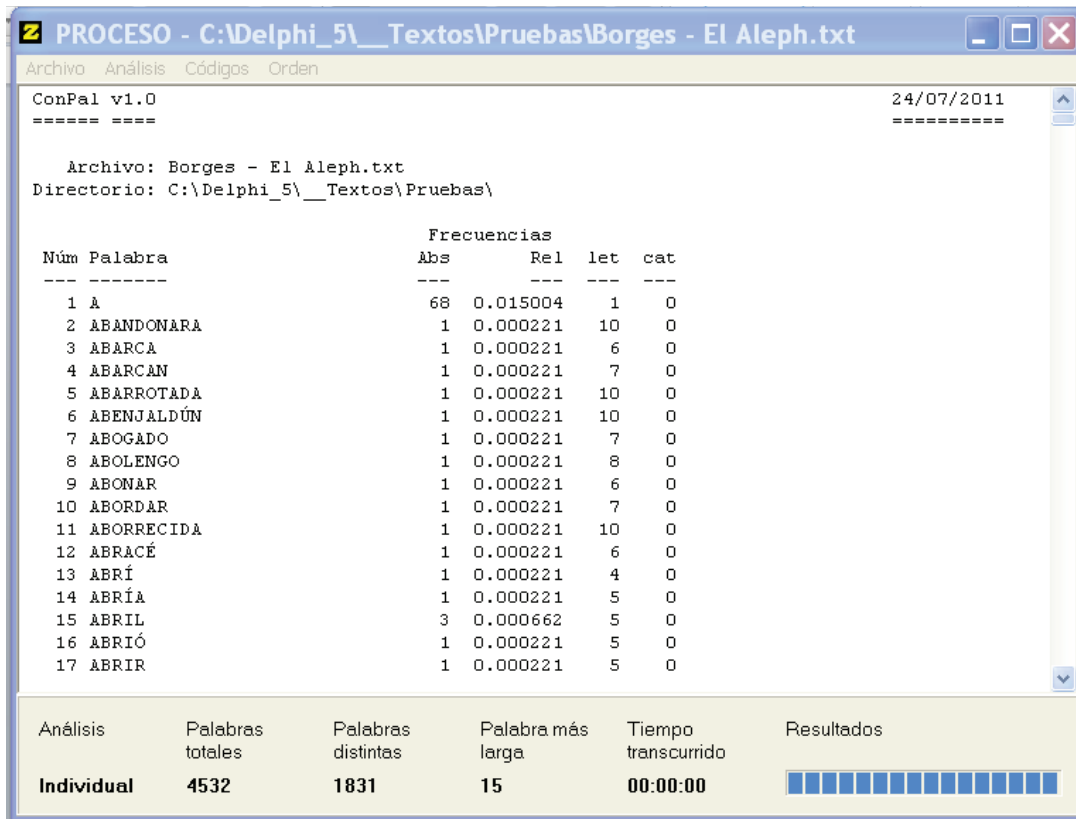 Z PROCESO - C:\Delphi_5\__Textos\Pruebas\Borges - El Aleph.txt
Archivo Análisis Códigos Orden
ConPal v1.0 24/07/2011
====== ==== ==========
Archivo: Borges - El Aleph.txt
Directorio: C:\Delphi_5\__Textos\Pruebas\
Frecuencias
Núm Palabra Abs Rel let cat
--- ------- --- --- --- ---
1 A 68 0.015004 1 0
2 ABANDONARA 1 0.000221 10 0
3 ABARCA 1 0.000221 6 0
4 ABARCAN 1 0.000221 7 0
5 ABARROTADA 1 0.000221 10 0
6 ABENJALDÚN 1 0.000221 10 0
7 ABOGADO 1 0.000221 7 0
8 ABOLENGO 1 0.000221 8 0
9 ABONAR 1 0.000221 6 0
10 ABORDAR 1 0.000221 7 0
11 ABORRECIDA 1 0.000221 10 0
12 ABRACÉ 1 0.000221 6 0
13 ABRÍ 1 0.000221 4 0
14 ABRÍA 1 0.000221 5 0
15 ABRIL 3 0.000662 5 0
16 ABRIÓ 1 0.000221 5 0
17 ABRIR 1 0.000221 5 0
Análisis Palabras totales Palabras distintas Palabra más larga Tiempo transcurrido Resultados
Individual 4532 1831 15 00:00:00